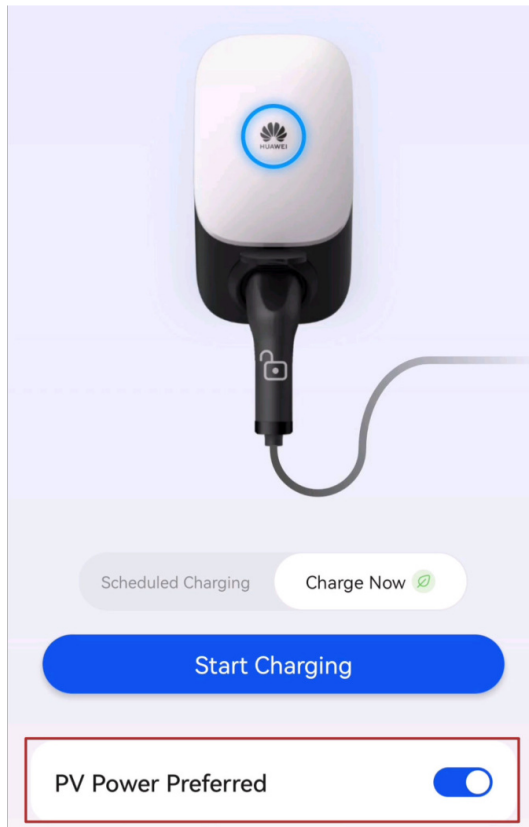 HUAWEI
Scheduled Charging
Charge Now
Start Charging
PV Power Preferred